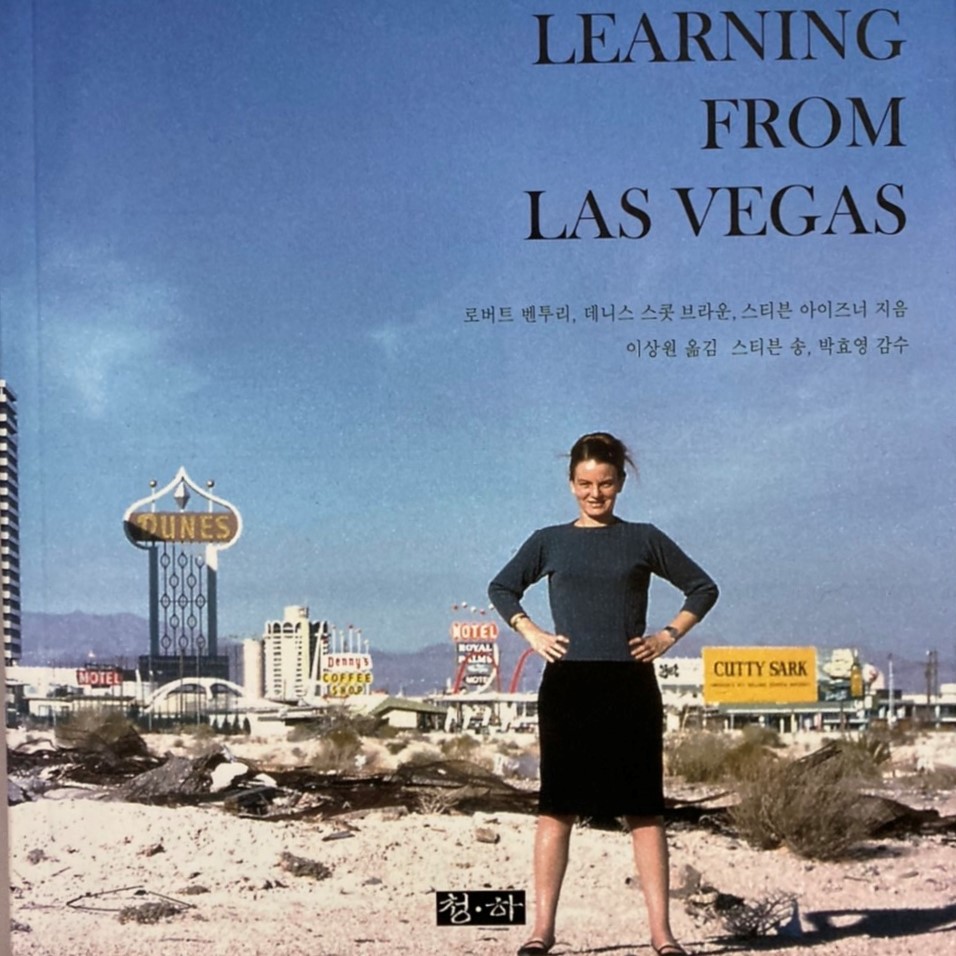 LEARNING
FROM
LAS VEGAS
로버트 벤투리, 데니스 스콧 브라운, 스티븐 아이즈너 지음
이상원 옮김 스티븐 송, 박효영 감수
DUNES
MOTEL
Denny's
COFFEE
SHOP
MOTEL
ROYAL
PALMS
MOTEL
CUTTY SARK
청·하